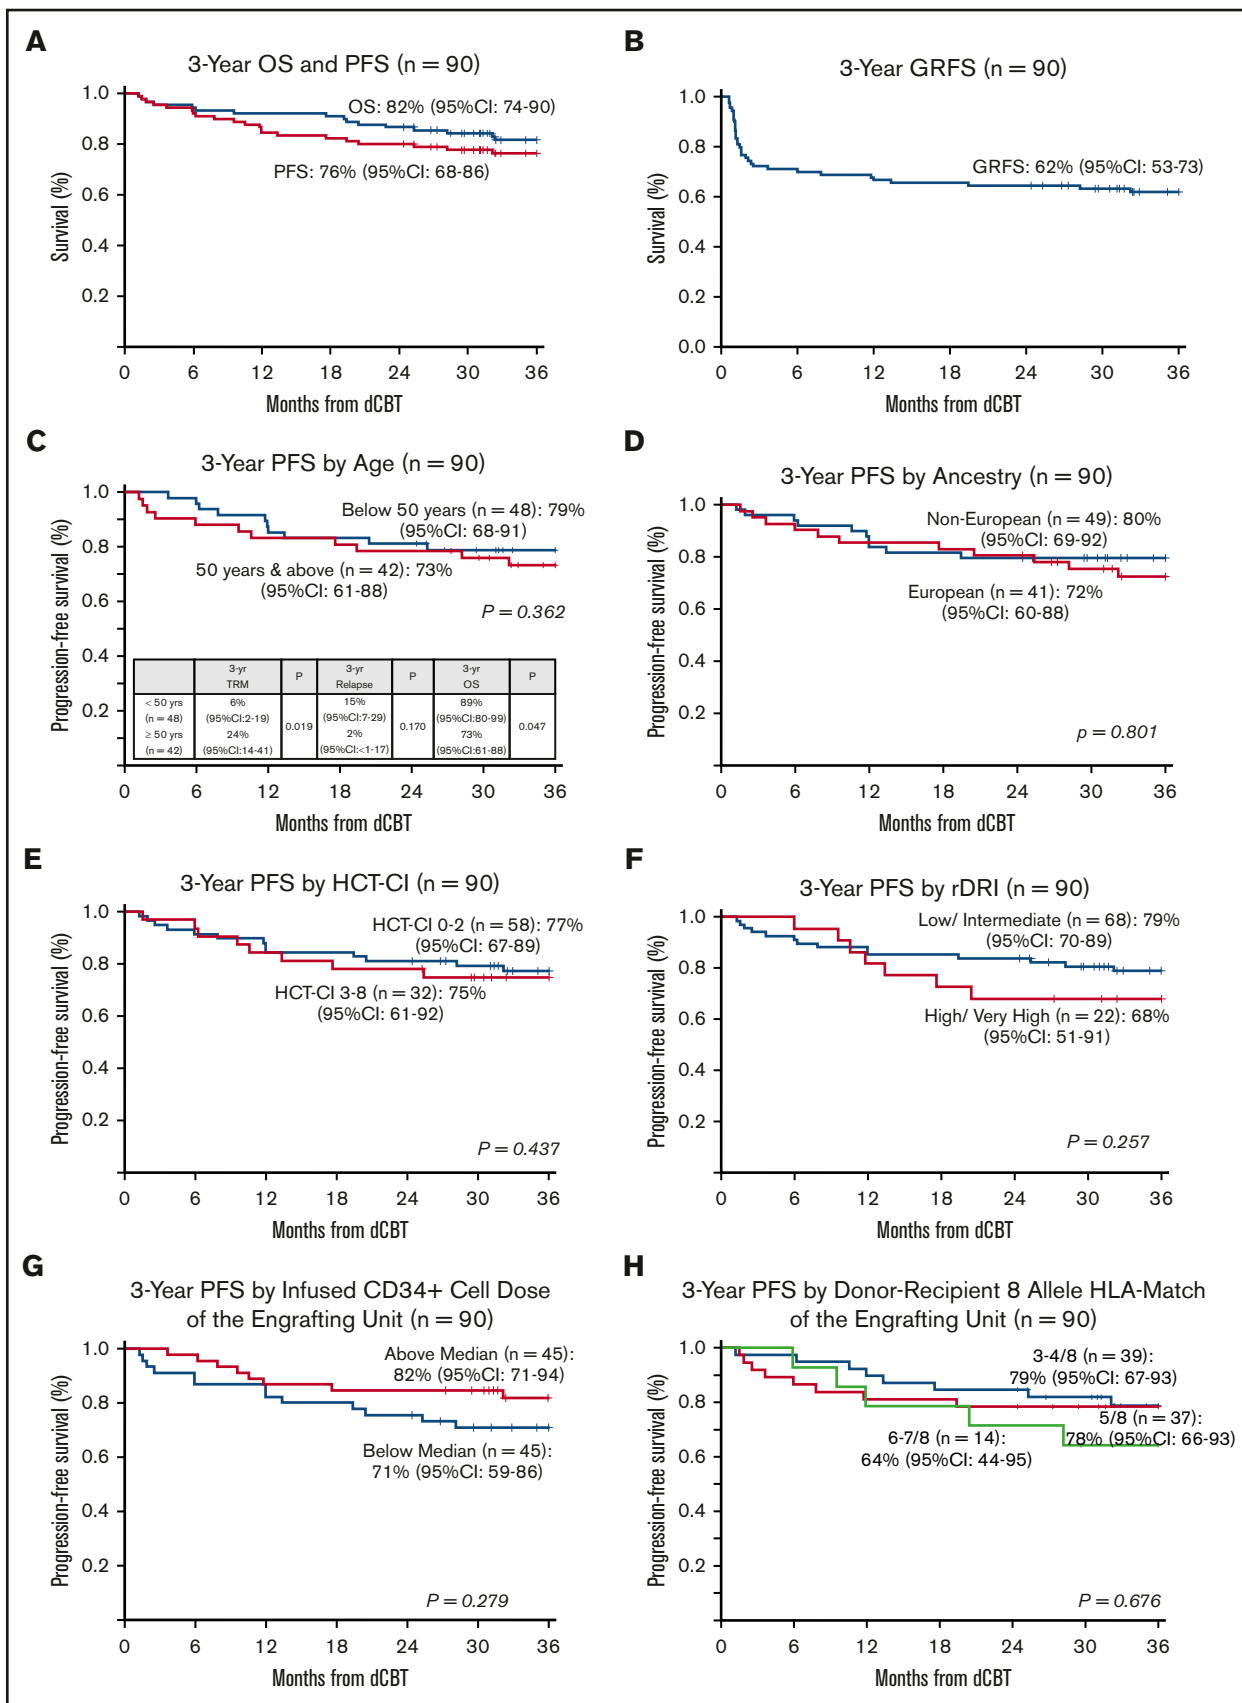 A
3-Year OS and PFS (n = 90)
Survival (%)
1.0
0.8
0.6
0.4
0.2
OS: 82% (95%CI: 74-90)
PFS: 76% (95%CI: 68-86)
0 6 12 18 24 30 36
Months from dCBT
B
3-Year GRFS (n = 90)
Survival (%)
1.0
0.8
0.6
0.4
0.2
0.0
GRFS: 62% (95%CI: 53-73)
0 6 12 18 24 30 36
Months from dCBT
C
3-Year PFS by Age (n = 90)
Progression-free survival (%)
1.0
0.8
0.6
0.4
0.2
Below 50 years (n = 48): 79%
(95%CI: 68-91)
50 years & above (n = 42): 73%
(95%CI: 61-88)
P = 0.362
3-yr TRM P 3-yr Relapse P 3-yr OS P
< 50 yrs (n = 48) 6% (95%CI:2-19) 0.019 15% (95%CI:7-29) 0.170 89% (95%CI:80-99) 0.047
≥ 50 yrs (n = 42) 24% (95%CI:14-41) 2% (95%CI:<1-17) 73% (95%CI:61-88)
0 6 12 18 24 30 36
Months from dCBT
D
3-Year PFS by Ancestry (n = 90)
Progression-free survival (%)
1.0
0.8
0.6
0.4
0.2
Non-European (n = 49): 80%
(95%CI: 69-92)
European (n = 41): 72%
(95%CI: 60-88)
p = 0.801
0 6 12 18 24 30 36
Months from dCBT
E
3-Year PFS by HCT-CI (n = 90)
Progression-free survival (%)
1.0
0.8
0.6
0.4
0.2
HCT-CI 0-2 (n = 58): 77%
(95%CI: 67-89)
HCT-CI 3-8 (n = 32): 75%
(95%CI: 61-92)
P = 0.437
0 6 12 18 24 30 36
Months from dCBT
F
3-Year PFS by rDRI (n = 90)
Progression-free survival (%)
1.0
0.8
0.6
0.4
0.2
Low/ Intermediate (n = 68): 79%
(95%CI: 70-89)
High/ Very High (n = 22): 68%
(95%CI: 51-91)
P = 0.257
0 6 12 18 24 30 36
Months from dCBT
G
3-Year PFS by Infused CD34+ Cell Dose
of the Engrafting Unit (n = 90)
Progression-free survival (%)
1.0
0.8
0.6
0.4
0.2
Above Median (n = 45):
82% (95%CI: 71-94)
Below Median (n = 45):
71% (95%CI: 59-86)
P = 0.279
0 6 12 18 24 30 36
Months from dCBT
H
3-Year PFS by Donor-Recipient 8 Allele HLA-Match
of the Engrafting Unit (n = 90)
Progression-free survival (%)
1.0
0.8
0.6
0.4
0.2
3-4/8 (n = 39):
79% (95%CI: 67-93)
5/8 (n = 37):
78% (95%CI: 66-93)
6-7/8 (n = 14):
64% (95%CI: 44-95)
P = 0.676
0 6 12 18 24 30 36
Months from dCBT